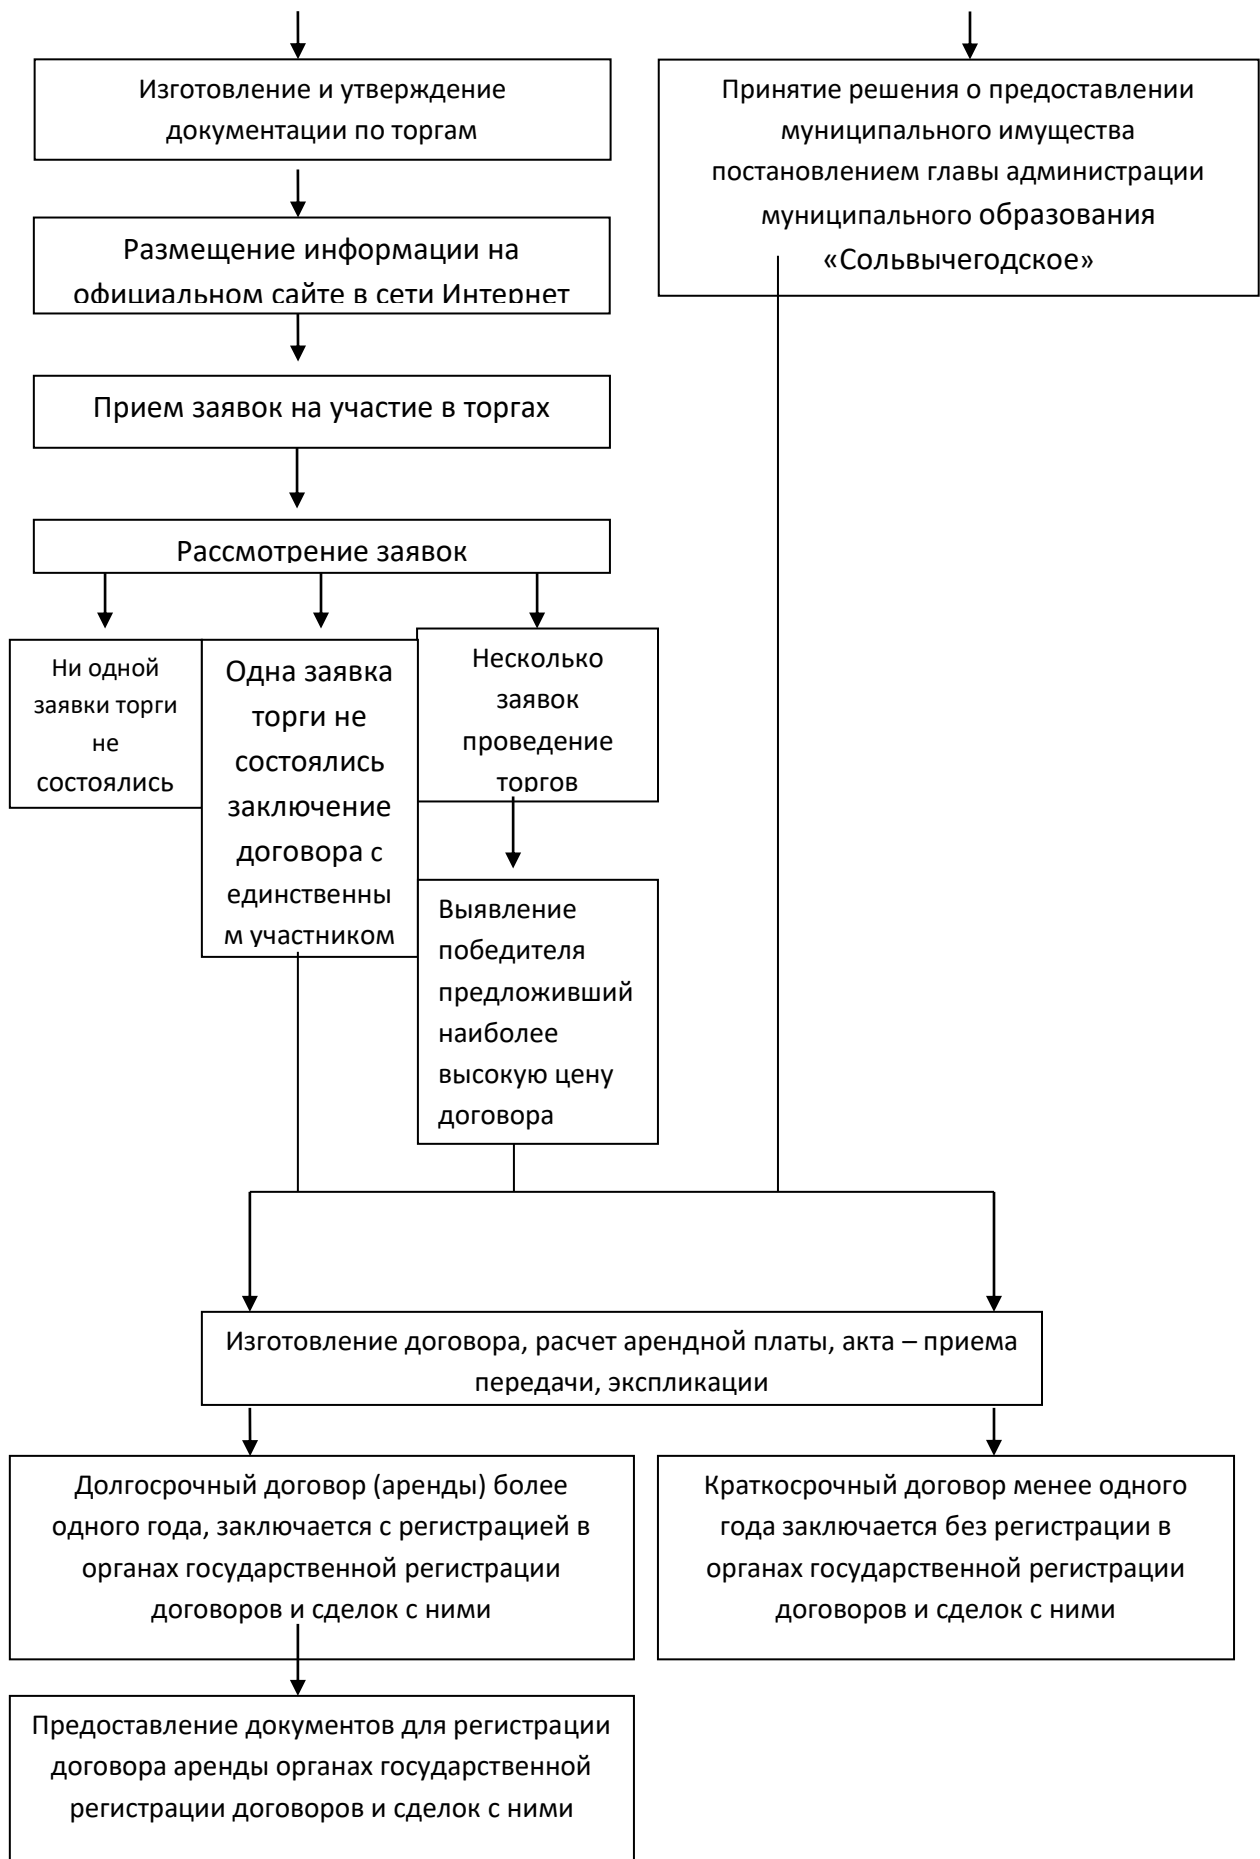 Изготовление и утверждение
документации по торгам
Принятие решения о предоставлении
муниципального имущества
постановлением главы администрации
муниципального образования
«Сольвычегодское»
Размещение информации на
официальном сайте в сети Интернет
Прием заявок на участие в торгах
Рассмотрение заявок
Ни одной
заявки торги
не
состоялись
Одна заявка
торги не
состоялись
заключение
договора с
единственны
м участником
Несколько
заявок
проведение
торгов
Выявление
победителя
предложивший
наиболее
высокую цену
договора
Изготовление договора, расчет арендной платы, акта – приема
передачи, экспликации
Долгосрочный договор (аренды) более
одного года, заключается с регистрацией в
органах государственной регистрации
договоров и сделок с ними
Краткосрочный договор менее одного
года заключается без регистрации в
органах государственной регистрации
договоров и сделок с ними
Предоставление документов для регистрации
договора аренды органах государственной
регистрации договоров и сделок с ними